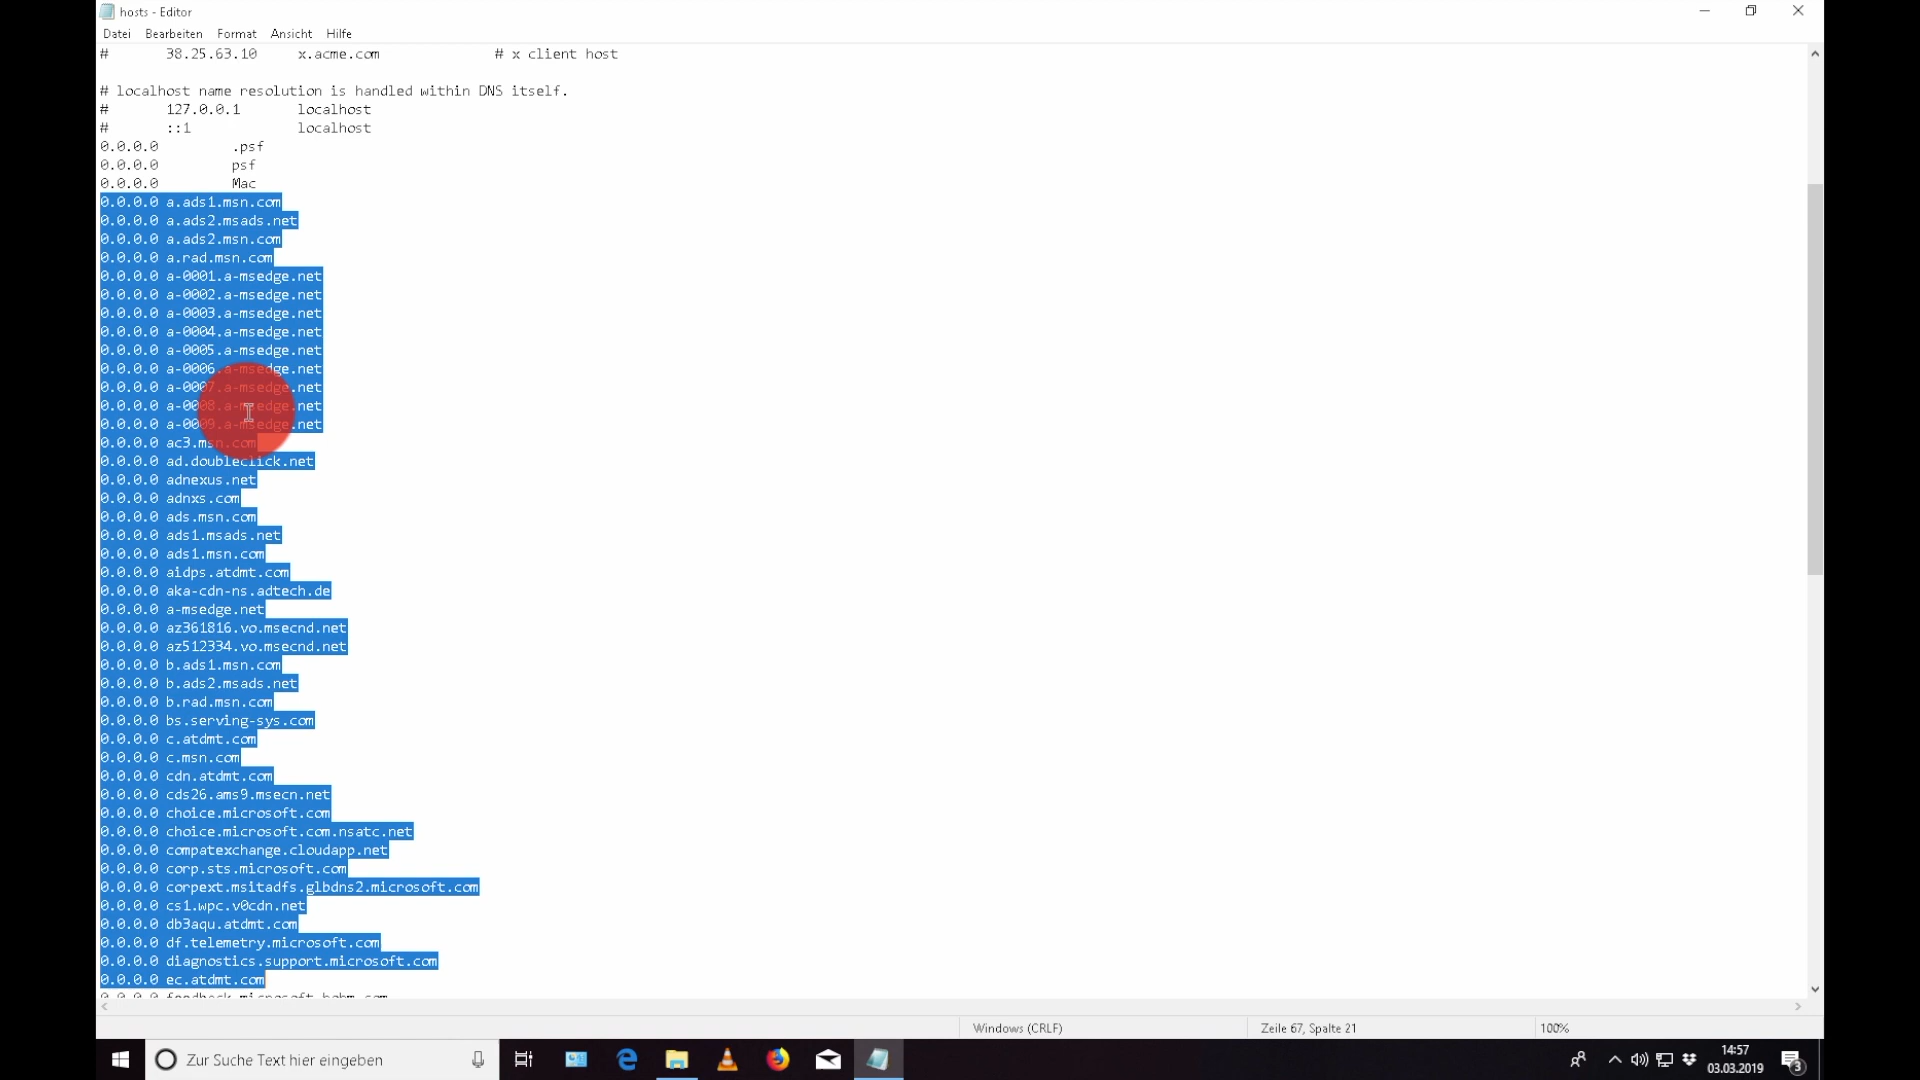 hosts - Editor
Datei Bearbeiten Format Ansicht Hilfe
# 38.25.63.10 x.acme.com # x client host
# localhost name resolution is handled within DNS itself.
# 127.0.0.1 localhost
# ::1 localhost
0.0.0.0 .psf
0.0.0.0 psf
0.0.0.0 Mac
0.0.0.0 a.ads1.msn.com
0.0.0.0 a.ads2.msads.net
0.0.0.0 a.ads2.msn.com
0.0.0.0 a.rad.msn.com
0.0.0.0 a-0001.a-msedge.net
0.0.0.0 a-0002.a-msedge.net
0.0.0.0 a-0003.a-msedge.net
0.0.0.0 a-0004.a-msedge.net
0.0.0.0 a-0005.a-msedge.net
0.0.0.0 a-0006.a-msedge.net
0.0.0.0 a-0007.a-msedge.net
0.0.0.0 a-0008.a-msedge.net
0.0.0.0 a-0009.a-msedge.net
0.0.0.0 ac3.msn.com
0.0.0.0 ad.doubleclick.net
0.0.0.0 adnexus.net
0.0.0.0 adnxs.com
0.0.0.0 ads.msn.com
0.0.0.0 ads1.msads.net
0.0.0.0 ads1.msn.com
0.0.0.0 aidps.atdmt.com
0.0.0.0 aka-cdn-ns.adtech.de
0.0.0.0 a-msedge.net
0.0.0.0 az361816.vo.msecnd.net
0.0.0.0 az512334.vo.msecnd.net
0.0.0.0 b.ads1.msn.com
0.0.0.0 b.ads2.msads.net
0.0.0.0 b.rad.msn.com
0.0.0.0 bs.serving-sys.com
0.0.0.0 c.atdmt.com
0.0.0.0 c.msn.com
0.0.0.0 cdn.atdmt.com
0.0.0.0 cds26.ams9.msecn.net
0.0.0.0 choice.microsoft.com
0.0.0.0 choice.microsoft.com.nsatc.net
0.0.0.0 compatexchange.cloudapp.net
0.0.0.0 corp.sts.microsoft.com
0.0.0.0 corpext.msitadfs.glbdns2.microsoft.com
0.0.0.0 cs1.wpc.v0cdn.net
0.0.0.0 db3aqu.atdmt.com
0.0.0.0 df.telemetry.microsoft.com
0.0.0.0 diagnostics.support.microsoft.com
0.0.0.0 ec.atdmt.com
Windows (CRLF) Zeile 67, Spalte 21 100%
Zur Suche Text hier eingeben
14:57
03.03.2019
3